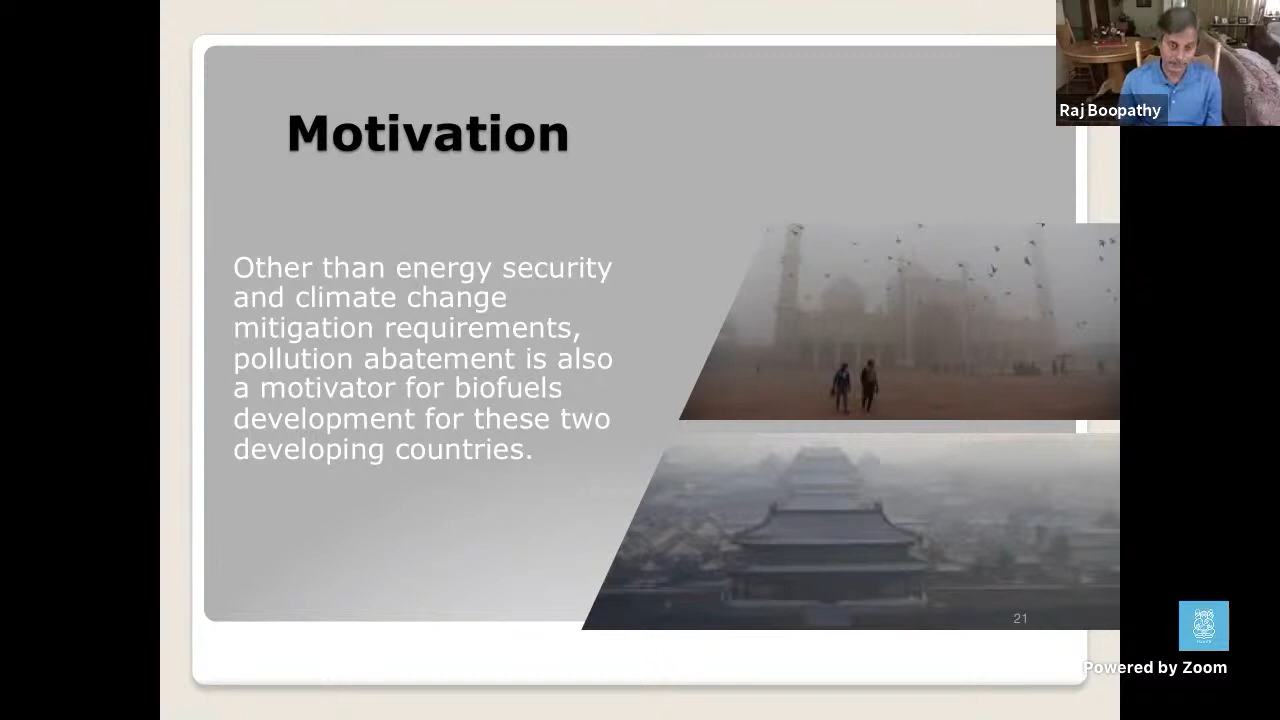 Motivation
Raj Boopathy
Other than energy security
and climate change
mitigation requirements,
pollution abatement is also
a motivator for biofuels
development for these two
developing countries.
21
Powered by Zoom